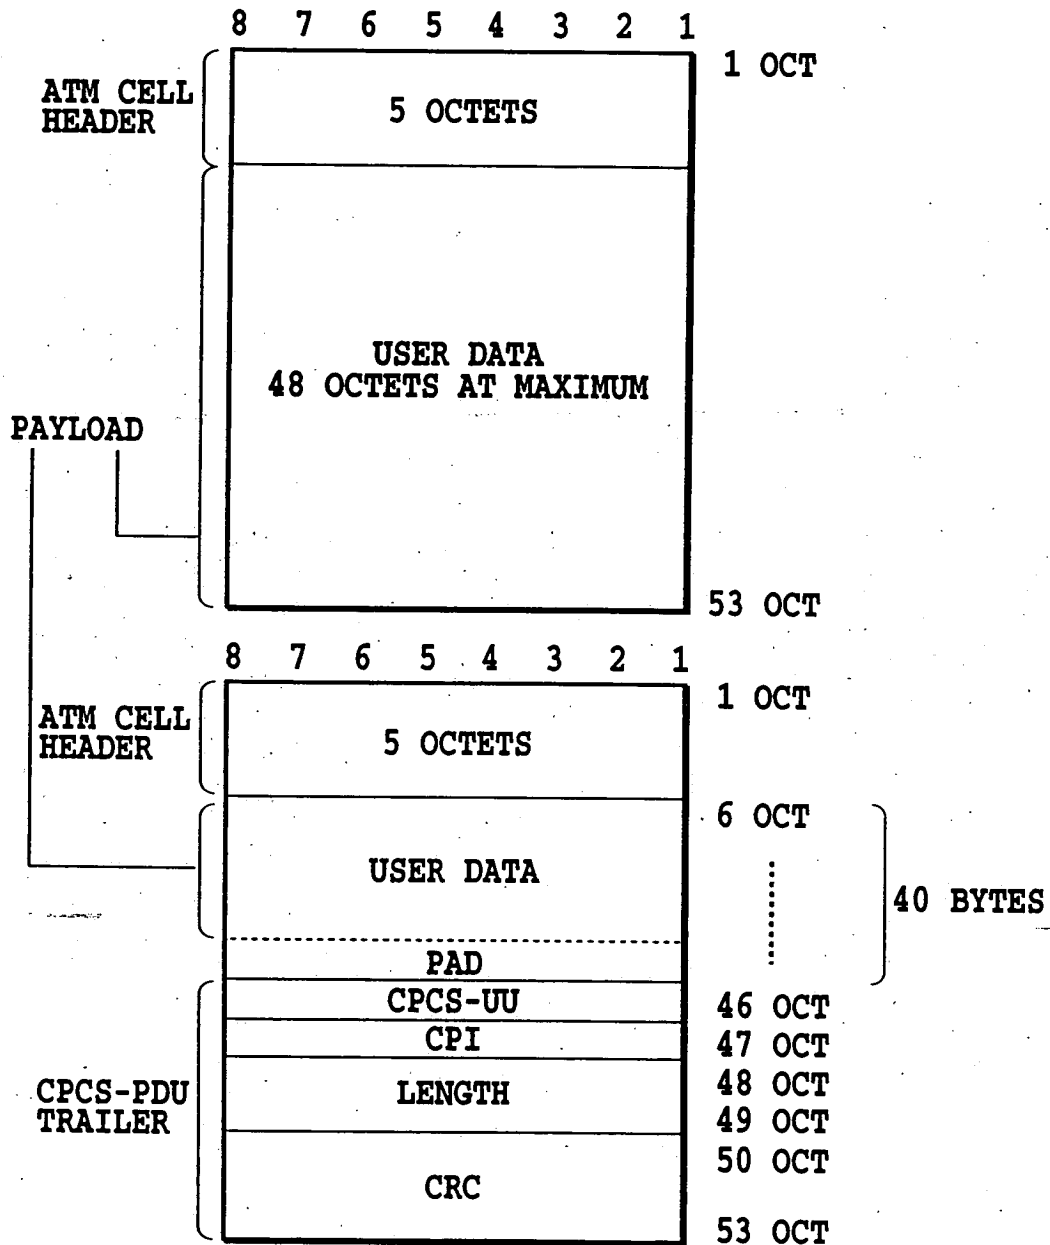 8 7 6 5 4 3 2 1
1 OCT
ATM CELL
HEADER
5 OCTETS
USER DATA
48 OCTETS AT MAXIMUM
PAYLOAD
53 OCT
8 7 6 5 4 3 2 1
1 OCT
ATM CELL
HEADER
5 OCTETS
6 OCT
USER DATA
40 BYTES
PAD
CPCS-UU
46 OCT
CPI
47 OCT
CPCS-PDU
TRAILER
LENGTH
48 OCT
49 OCT
50 OCT
CRC
53 OCT